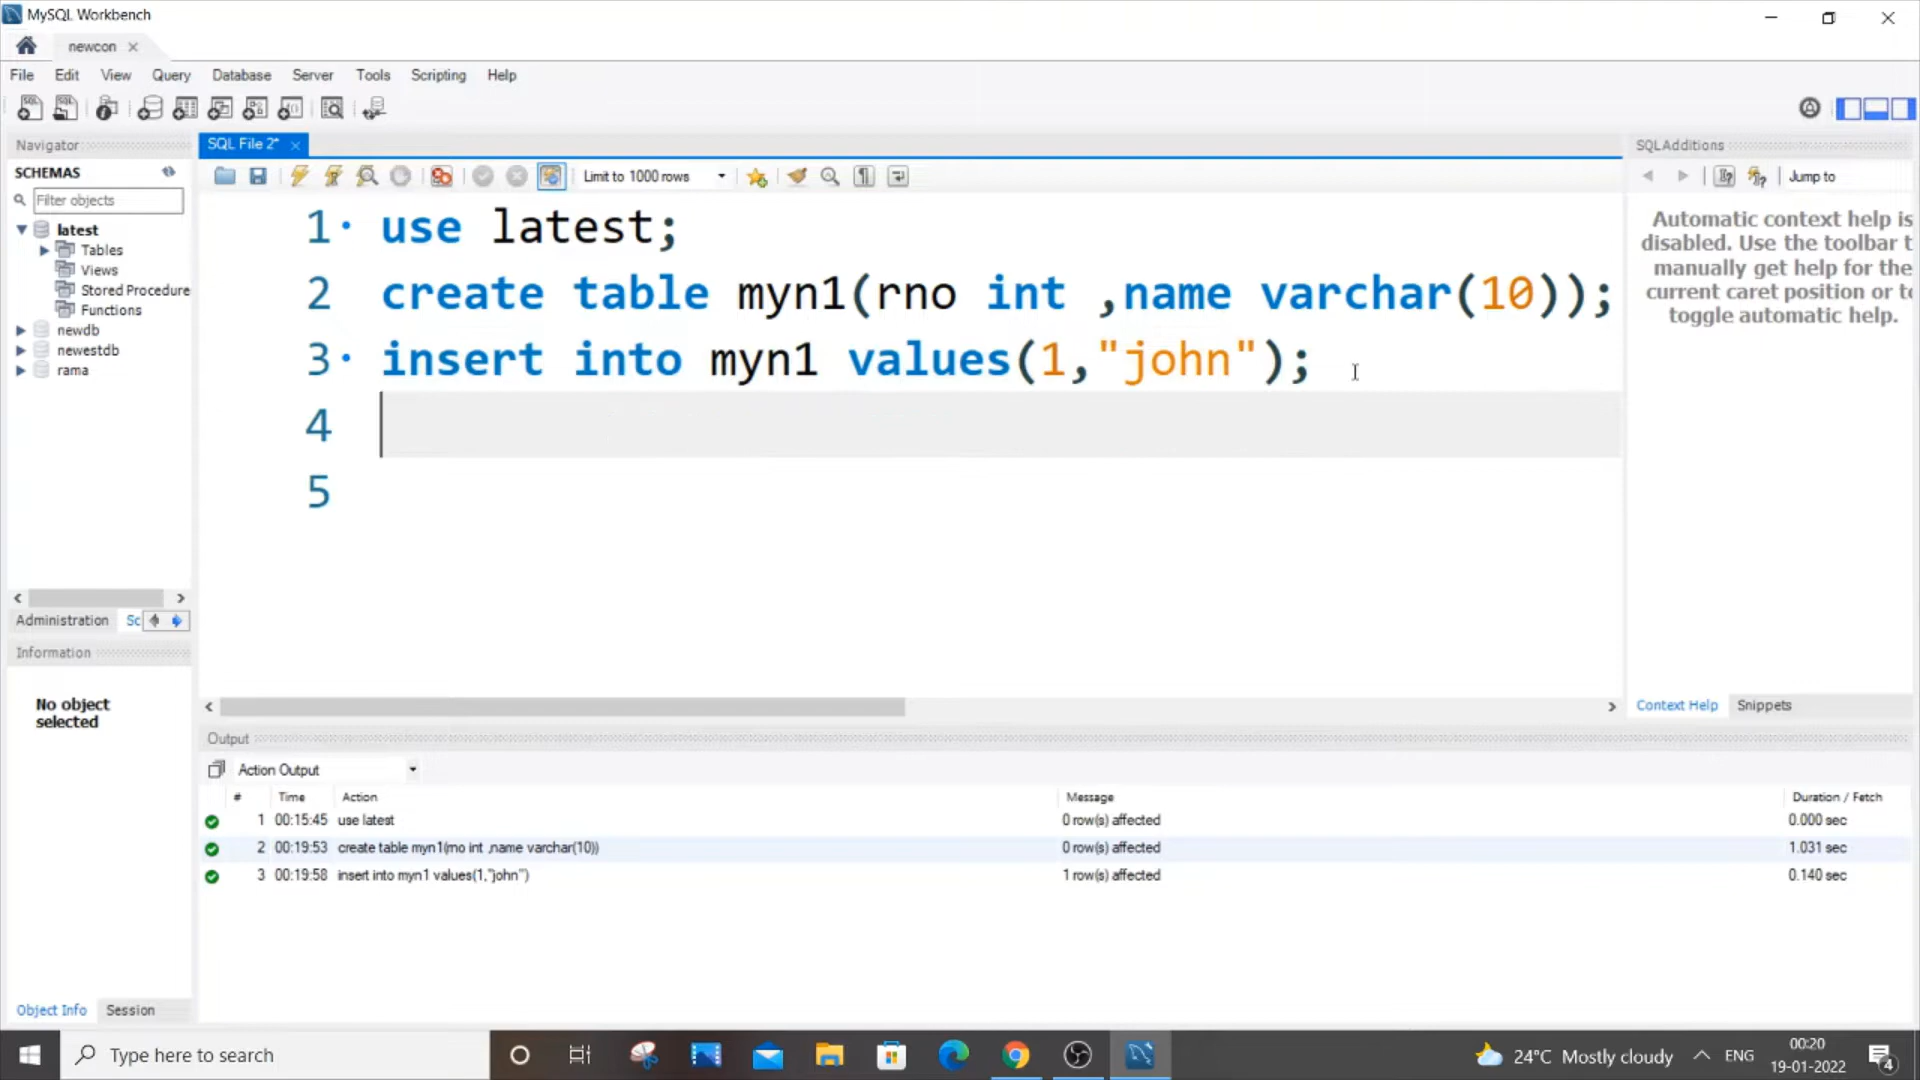 MySQL Workbench
newcon
File Edit View Query Database Server Tools Scripting Help
Navigator
SCHEMAS
Filter objects
latest
Tables
Views
Stored Procedure
Functions
newdb
newestdb
rama
Administration Sc
Information
No object
selected
Object Info Session
SQL File 2*
Limit to 1000 rows
1 use latest;
2 create table myn1(rno int ,name varchar(10));
3 insert into myn1 values(1,"john");
4
5
SQLAdditions
Jump to
Automatic context help is
disabled. Use the toolbar t
manually get help for the
current caret position or to
toggle automatic help.
Context Help Snippets
Output
Action Output
# Time Action Message Duration / Fetch
1 00:15:45 use latest 0 row(s) affected 0.000 sec
2 00:19:53 create table myn1(rno int ,name varchar(10)) 0 row(s) affected 1.031 sec
3 00:19:58 insert into myn1 values(1,"john") 1 row(s) affected 0.140 sec
Type here to search
24°C Mostly cloudy
ENG
00:20
19-01-2022
4